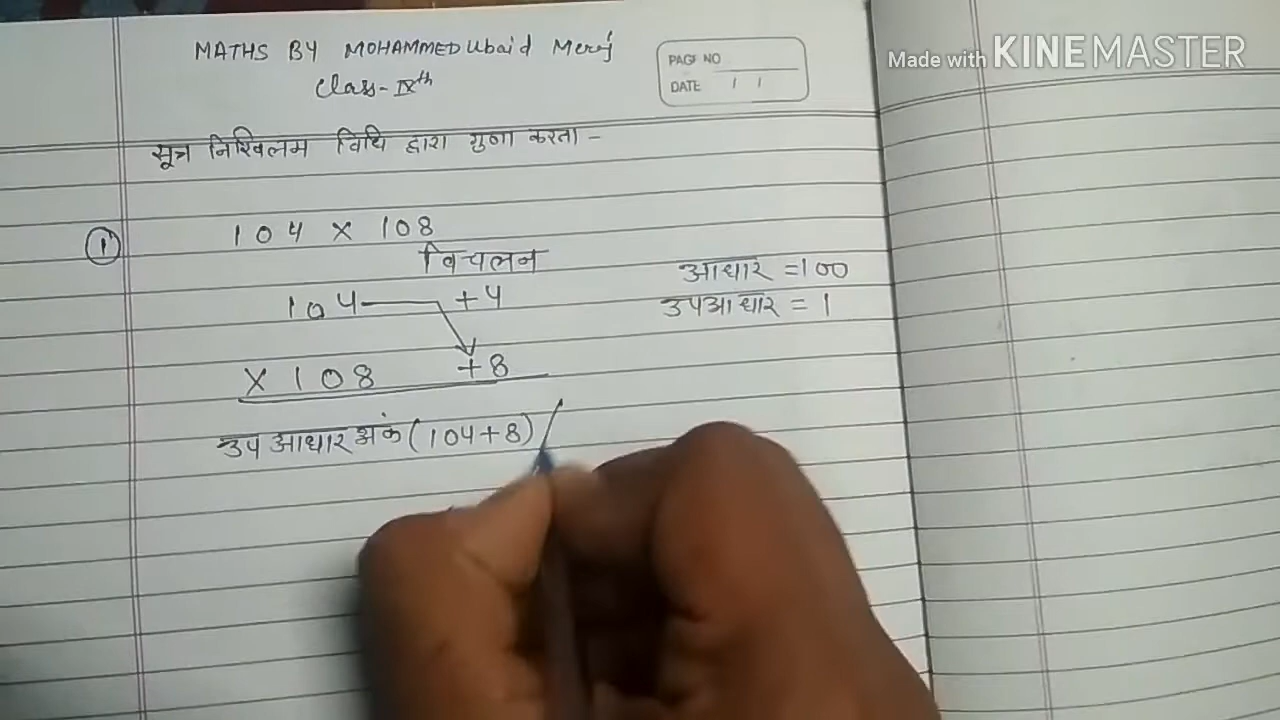 MATHS BY MOHAMMED Ubaid Meraj
Class- IXth
PAGE NO
DATE / /
Made with KINEMASTER
सूत्र निखिलम विधि द्वारा गुणा करता -
① 104 × 108
विचलन
104 +4
आधार = 100
उपआधार = 1
× 108 +8
उप आधार अंक (104+8) /